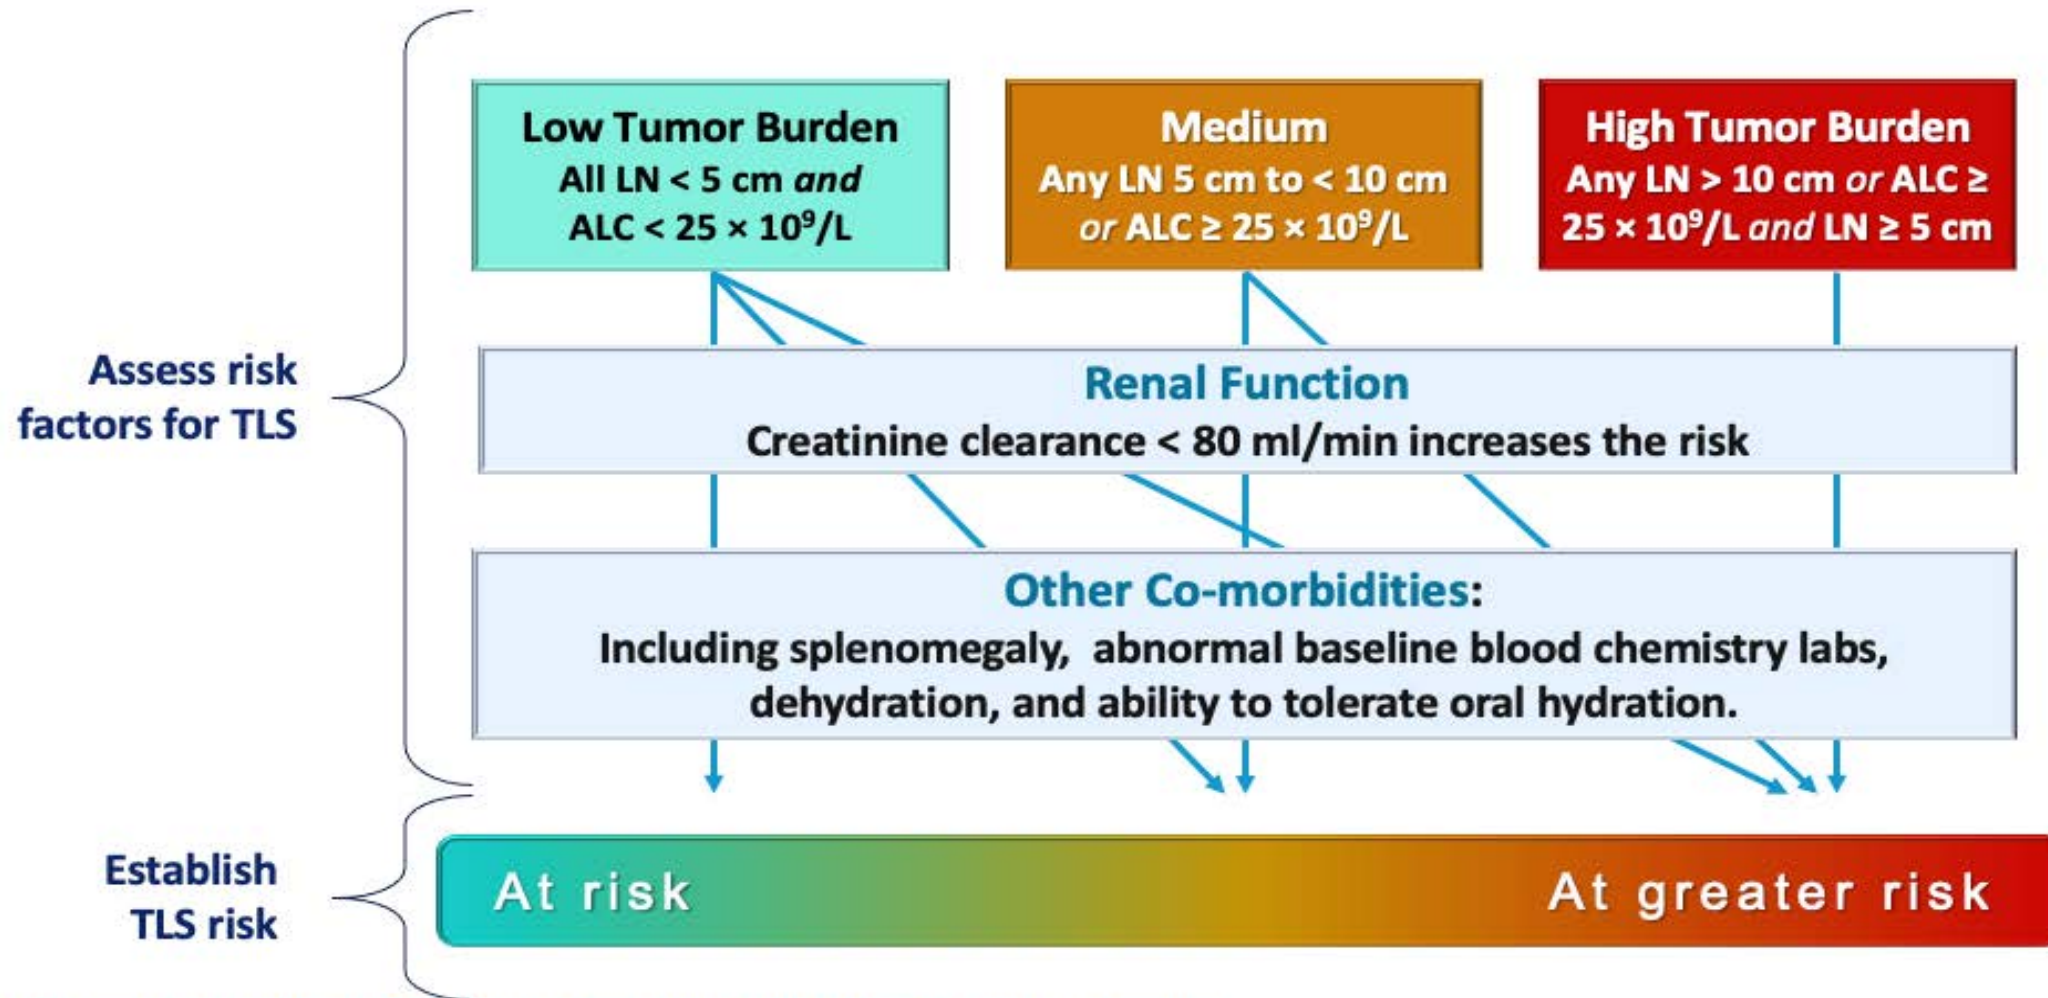 Low Tumor Burden
All LN < 5 cm and
ALC < 25 × 10⁹/L
Medium
Any LN 5 cm to < 10 cm
or ALC ≥ 25 × 10⁹/L
High Tumor Burden
Any LN > 10 cm or ALC ≥
25 × 10⁹/L and LN ≥ 5 cm
Assess risk
factors for TLS
Renal Function
Creatinine clearance < 80 ml/min increases the risk
Other Co-morbidities:
Including splenomegaly, abnormal baseline blood chemistry labs,
dehydration, and ability to tolerate oral hydration.
Establish
TLS risk
At risk
At greater risk